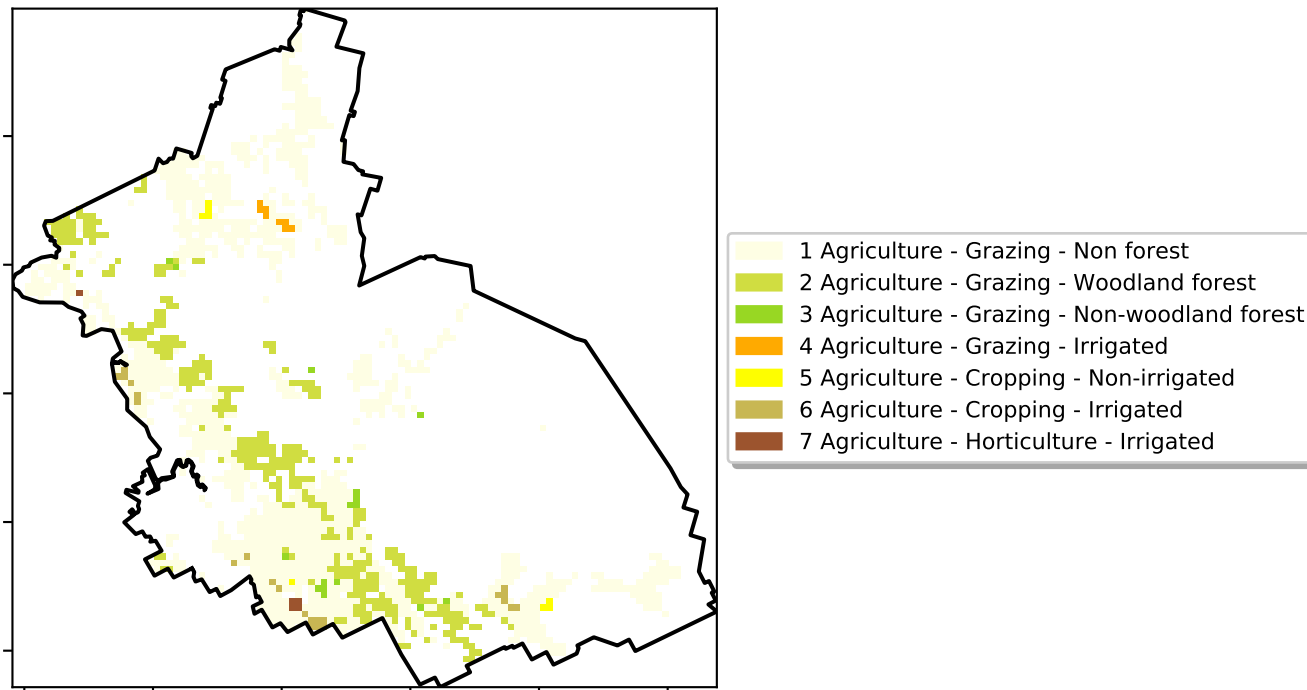 1 Agriculture - Grazing - Non forest
2 Agriculture - Grazing - Woodland forest
3 Agriculture - Grazing - Non-woodland forest
4 Agriculture - Grazing - Irrigated
5 Agriculture - Cropping - Non-irrigated
6 Agriculture - Cropping - Irrigated
7 Agriculture - Horticulture - Irrigated